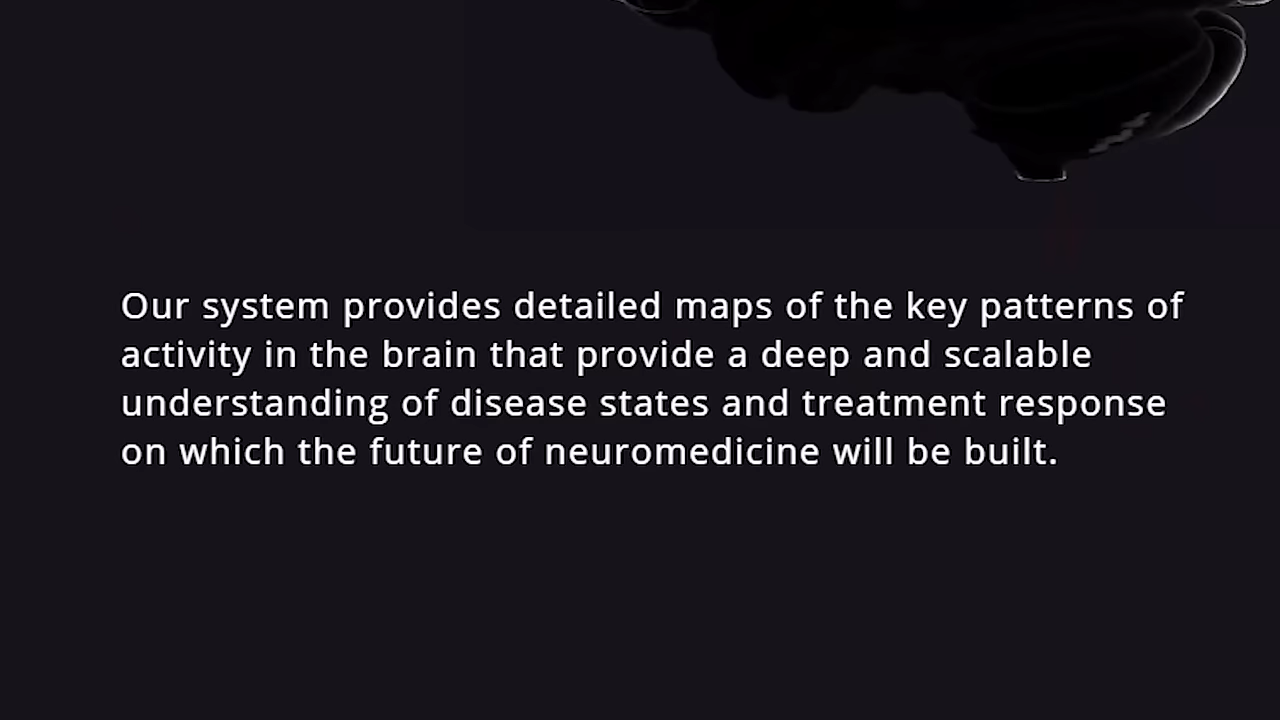 Our system provides detailed maps of the key patterns of
activity in the brain that provide a deep and scalable
understanding of disease states and treatment response
on which the future of neuromedicine will be built.